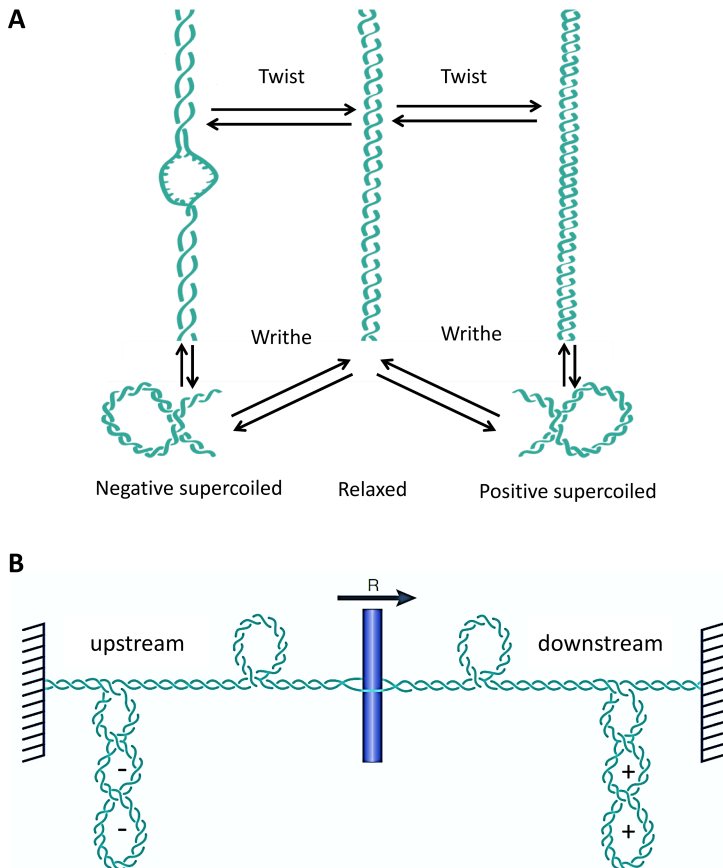 A
Twist
Twist
Writhe
Writhe
Negative supercoiled
Relaxed
Positive supercoiled
B
R
upstream
downstream
-
+
-
+